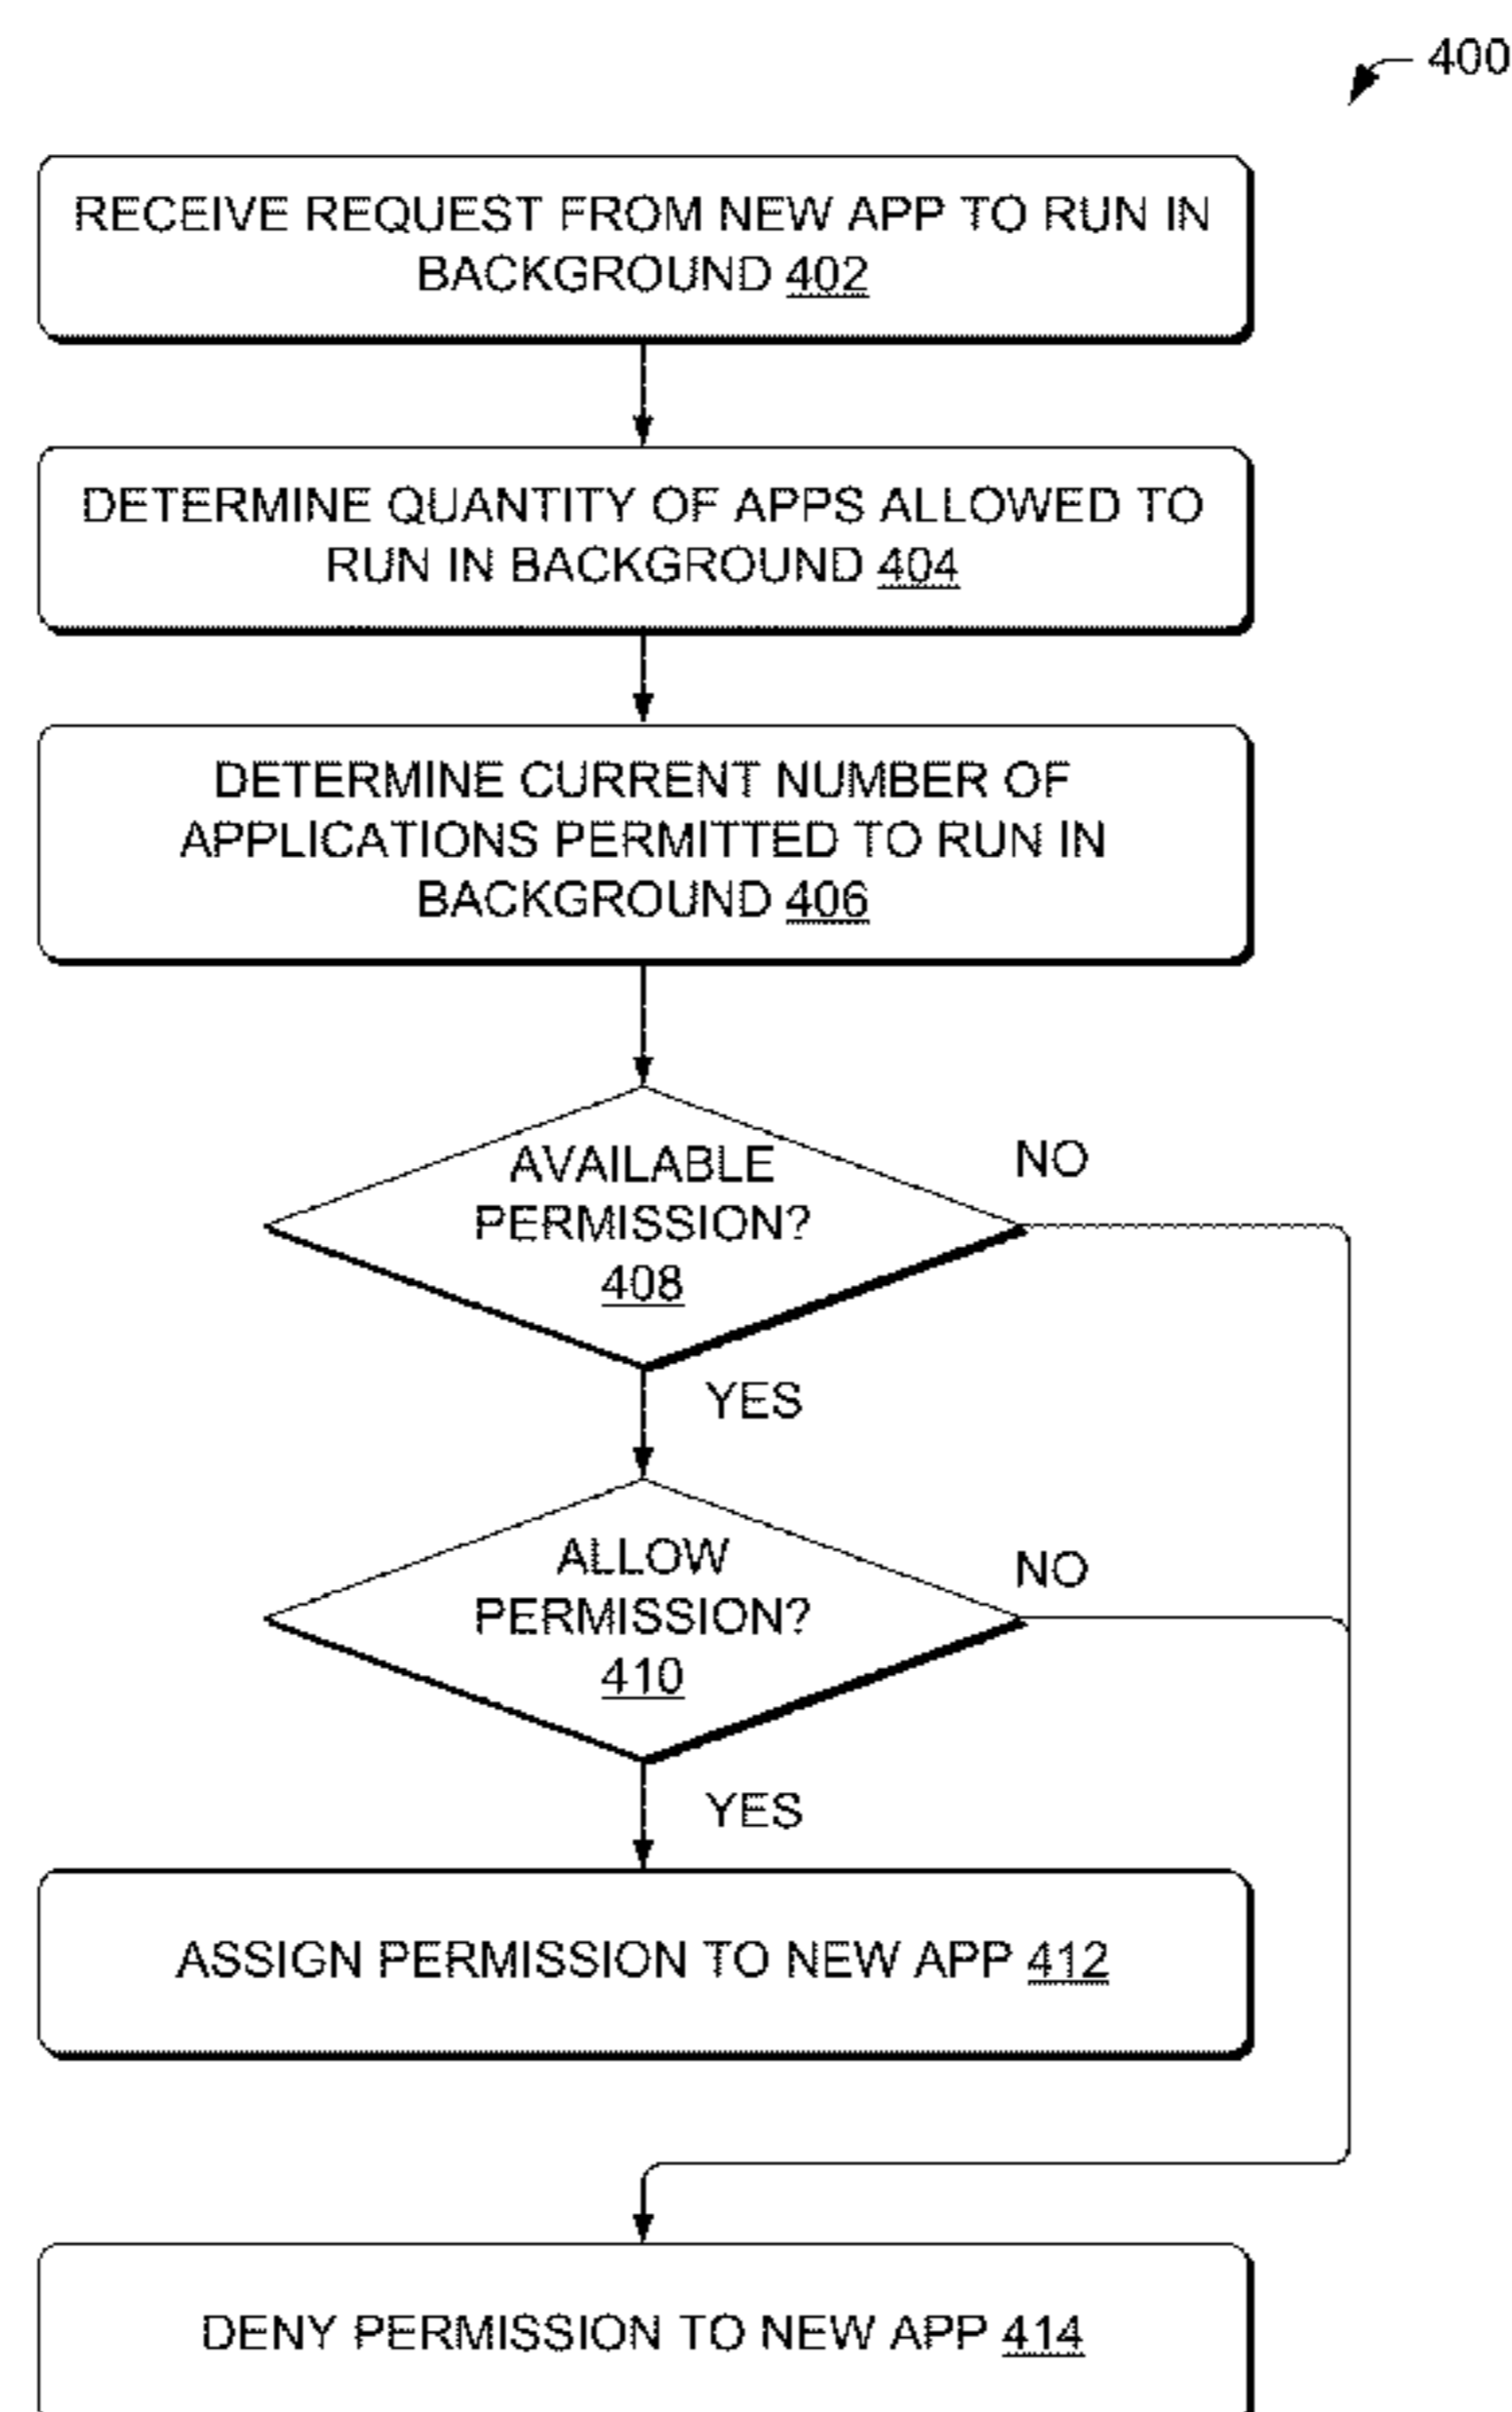 400
RECEIVE REQUEST FROM NEW APP TO RUN IN
BACKGROUND 402
DETERMINE QUANTITY OF APPS ALLOWED TO
RUN IN BACKGROUND 404
DETERMINE CURRENT NUMBER OF
APPLICATIONS PERMITTED TO RUN IN
BACKGROUND 406
AVAILABLE
PERMISSION?
408
NO
YES
ALLOW
PERMISSION?
410
NO
YES
ASSIGN PERMISSION TO NEW APP 412
DENY PERMISSION TO NEW APP 414